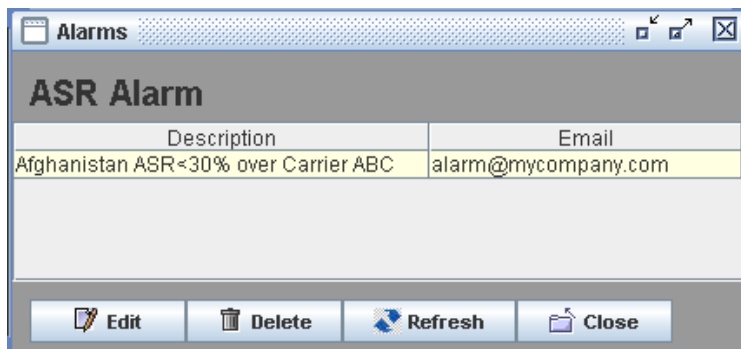 Alarms
ASR Alarm
Description Email
Afghanistan ASR<30% over Carrier ABC alarm@mycompany.com
Edit Delete Refresh Close